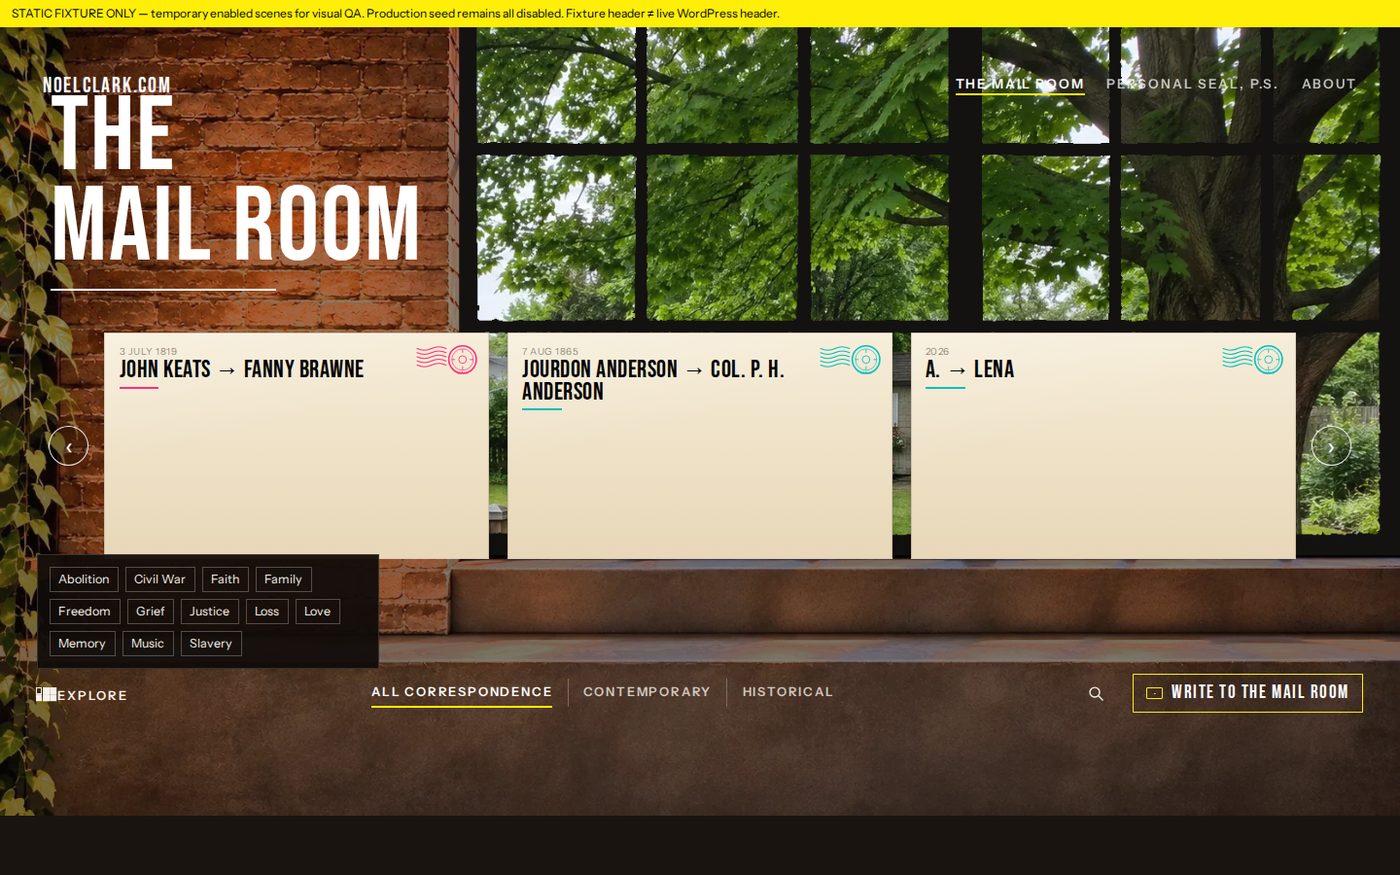 STATIC FIXTURE ONLY — temporary enabled scenes for visual QA. Production seed remains all disabled. Fixture header ≠ live WordPress header.
NOELCLARK.COM
THE MAIL ROOM
PERSONAL SEAL, P.S.
ABOUT
THE
MAIL ROOM
3 JULY 1819
JOHN KEATS → FANNY BRAWNE
7 AUG 1865
JOURDON ANDERSON → COL. P. H.
ANDERSON
2026
A. → LENA
‹
›
Abolition
Civil War
Faith
Family
Freedom
Grief
Justice
Loss
Love
Memory
Music
Slavery
EXPLORE
ALL CORRESPONDENCE
CONTEMPORARY
HISTORICAL
WRITE TO THE MAIL ROOM